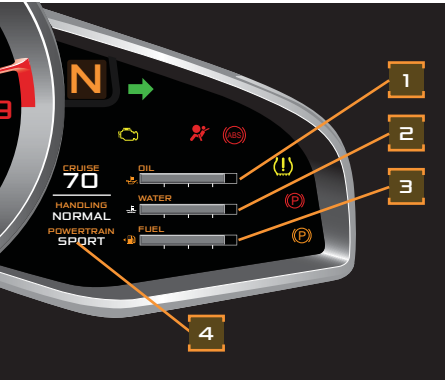 N
1
(ABS)
OIL
CRUISE
70
2
WATER
HANDLING
NORMAL
(P)
3
FUEL
POWERTRAIN
SPORT
(P)
4